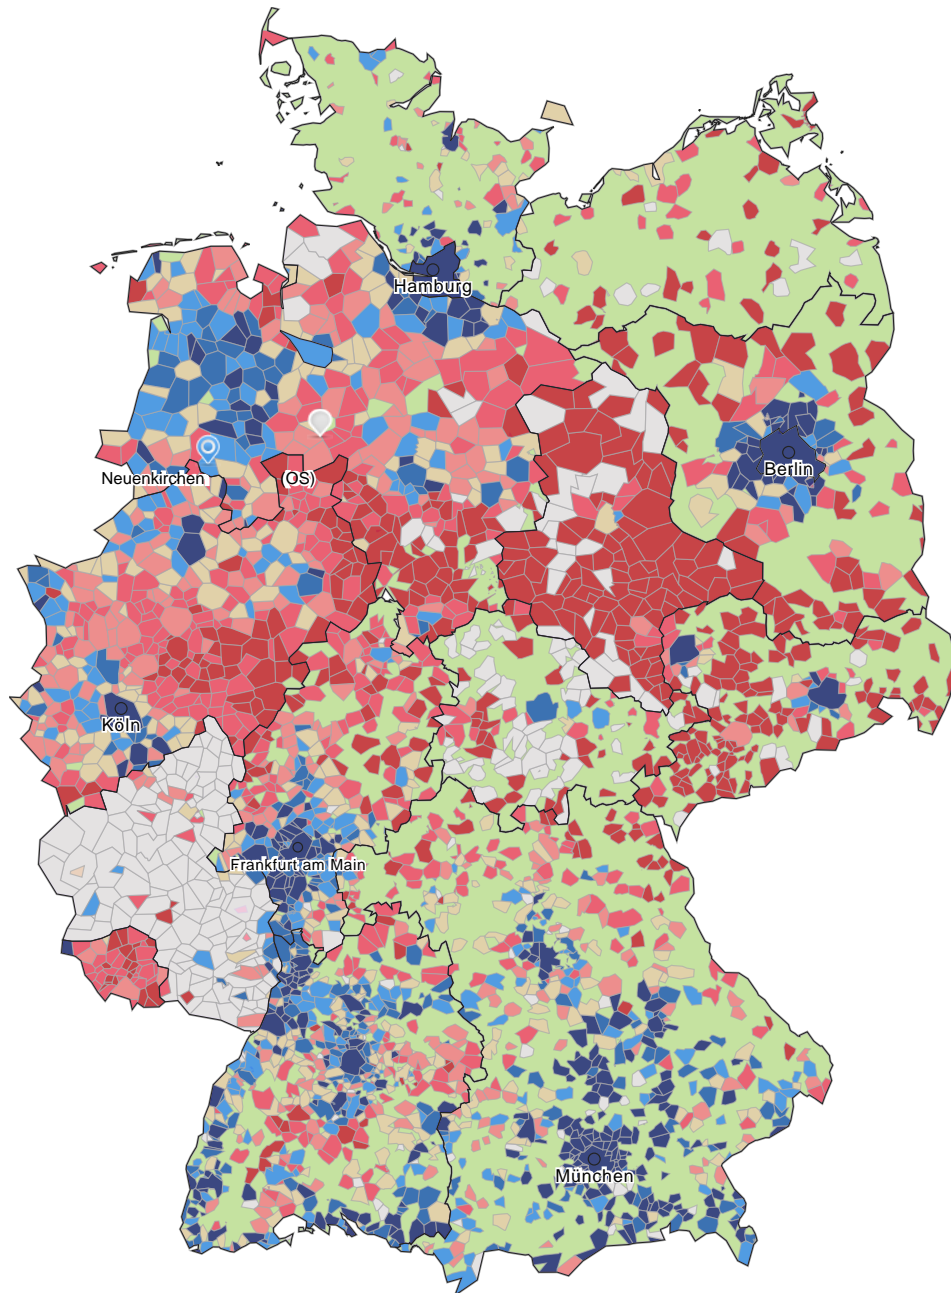 Hamburg
Berlin
Neuenkirchen (OS)
Köln
Frankfurt am Main
München